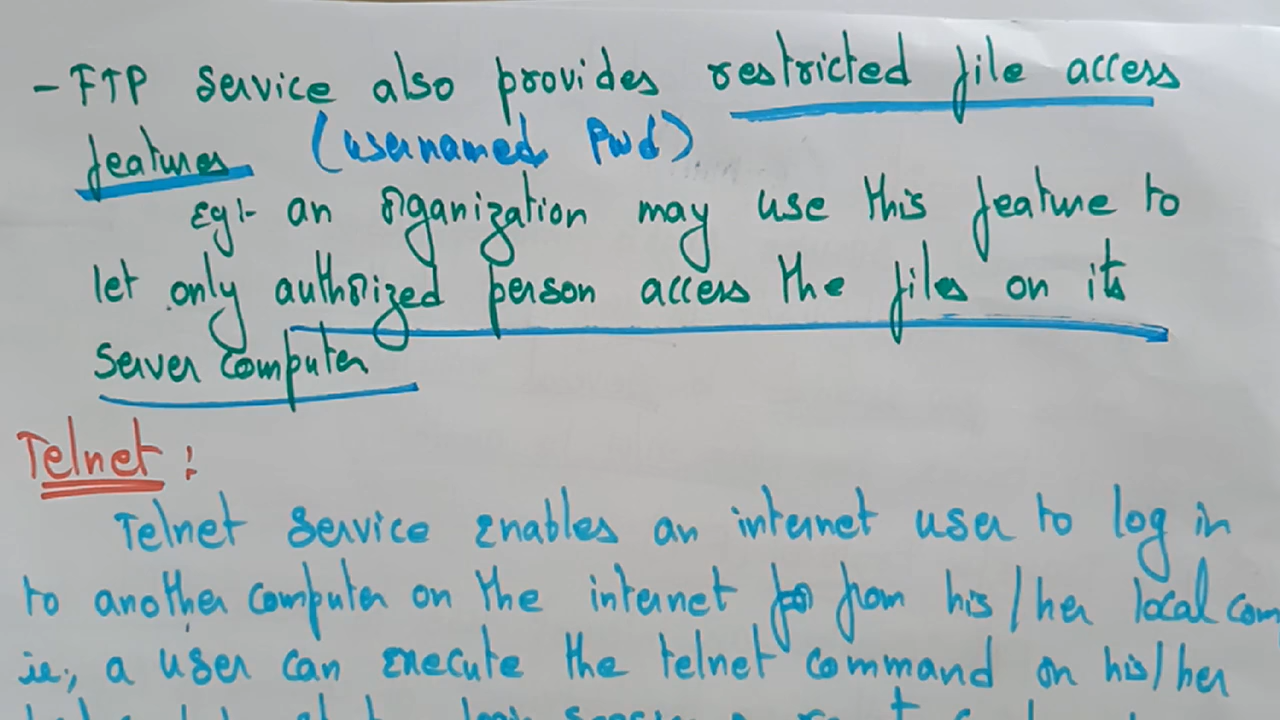 - FTP service also provides restricted file access
features (usernamed Pwd)
Eg:- an organization may use this feature to
let only authorized person access the files on its
Server computer
Telnet :
Telnet Service enables an internet user to log in
to another computer on the internet from his/her local com
ie., a user can execute the telnet command on his/her